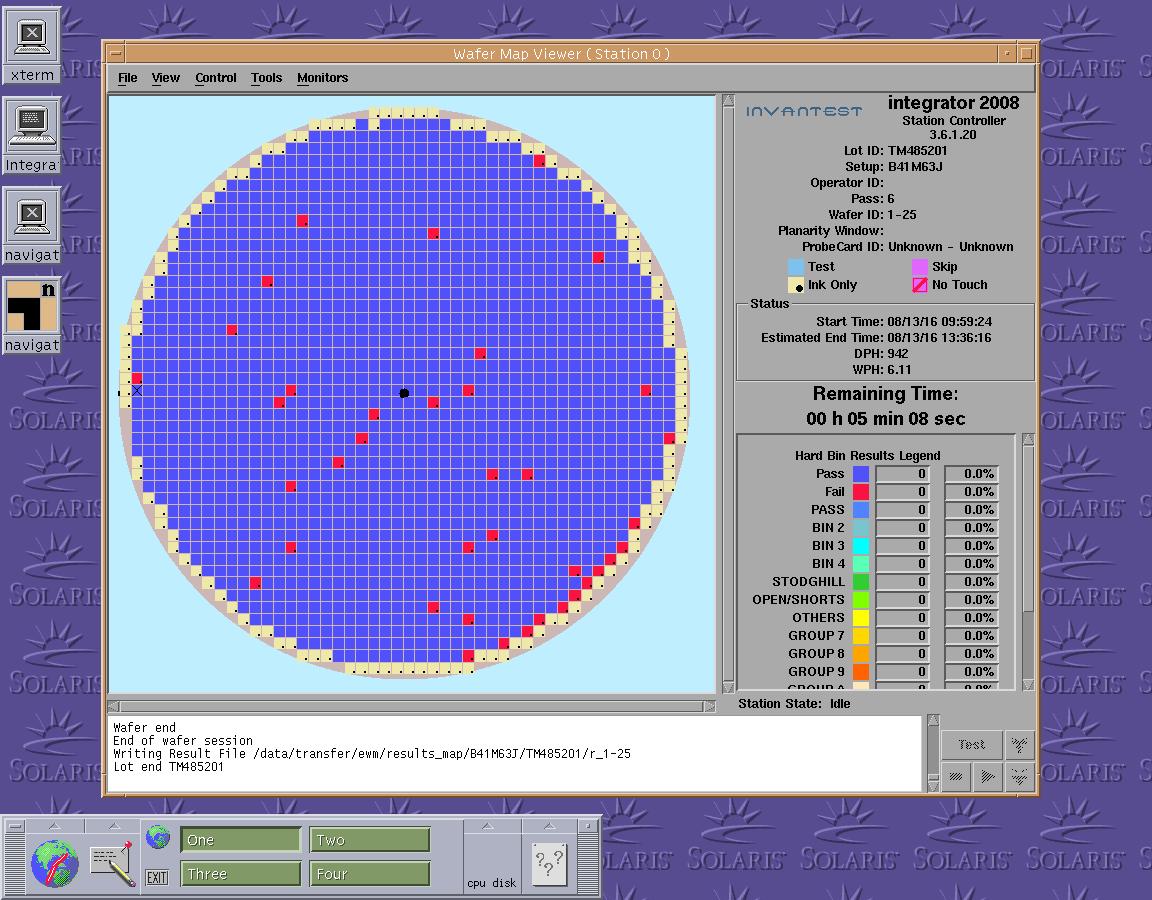 xterm
Integra
navigat
n
navigat
Wafer Map Viewer ( Station 0 )
File View Control Tools Monitors
INVANTEST
integrator 2008
Station Controller
3.6.1.20
Lot ID: TM485201
Setup: B41M63J
Operator ID:
Pass: 6
Wafer ID: 1-25
Planarity Window:
ProbeCard ID: Unknown - Unknown
Test Skip
Ink Only No Touch
Status
Start Time: 08/13/16 09:59:24
Estimated End Time: 08/13/16 13:36:16
DPH: 942
WPH: 6.11
Remaining Time:
00 h 05 min 08 sec
Hard Bin Results Legend
Pass 0 0.0%
Fail 0 0.0%
PASS 0 0.0%
BIN 2 0 0.0%
BIN 3 0 0.0%
BIN 4 0 0.0%
STODGHILL 0 0.0%
OPEN/SHORTS 0 0.0%
OTHERS 0 0.0%
GROUP 7 0 0.0%
GROUP 8 0 0.0%
GROUP 9 0 0.0%
Station State: Idle
Wafer end
End of wafer session
Writing Result File /data/transfer/ewm/results_map/B41M63J/TM485201/r_1-25
Lot end TM485201
Test
One Two
Three Four
EXIT
cpu disk
???
SOLARIS
SOLARIS
SOLARIS
SOLARIS
SOLARIS
SOLARIS